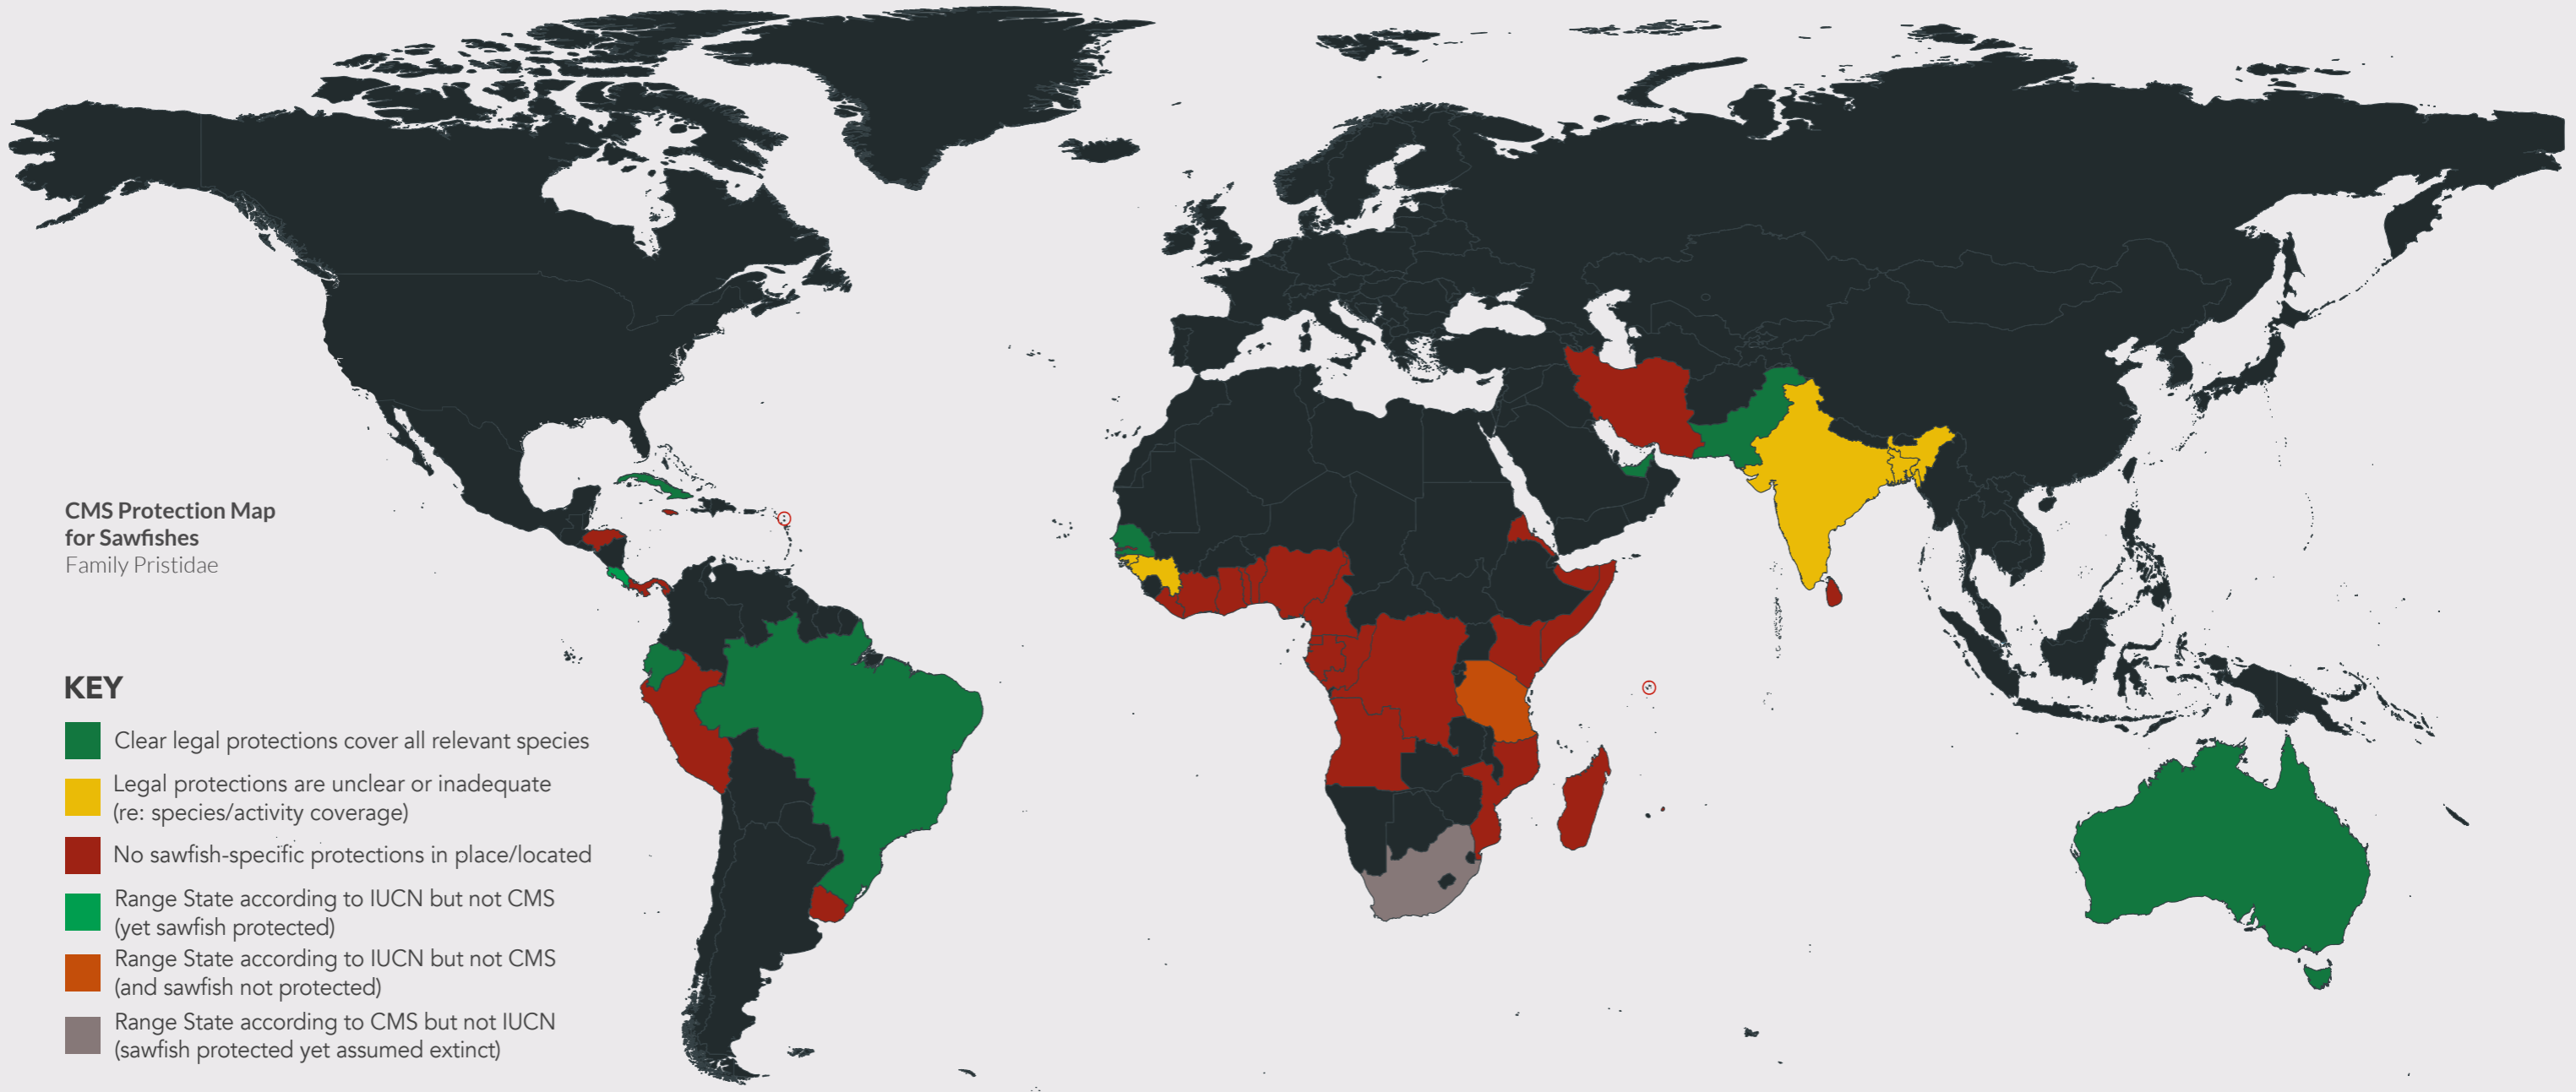 CMS Protection Map
for Sawfishes
Family Pristidae
KEY
Clear legal protections cover all relevant species
Legal protections are unclear or inadequate
(re: species/activity coverage)
No sawfish-specific protections in place/located
Range State according to IUCN but not CMS
(yet sawfish protected)
Range State according to IUCN but not CMS
(and sawfish not protected)
Range State according to CMS but not IUCN
(sawfish protected yet assumed extinct)